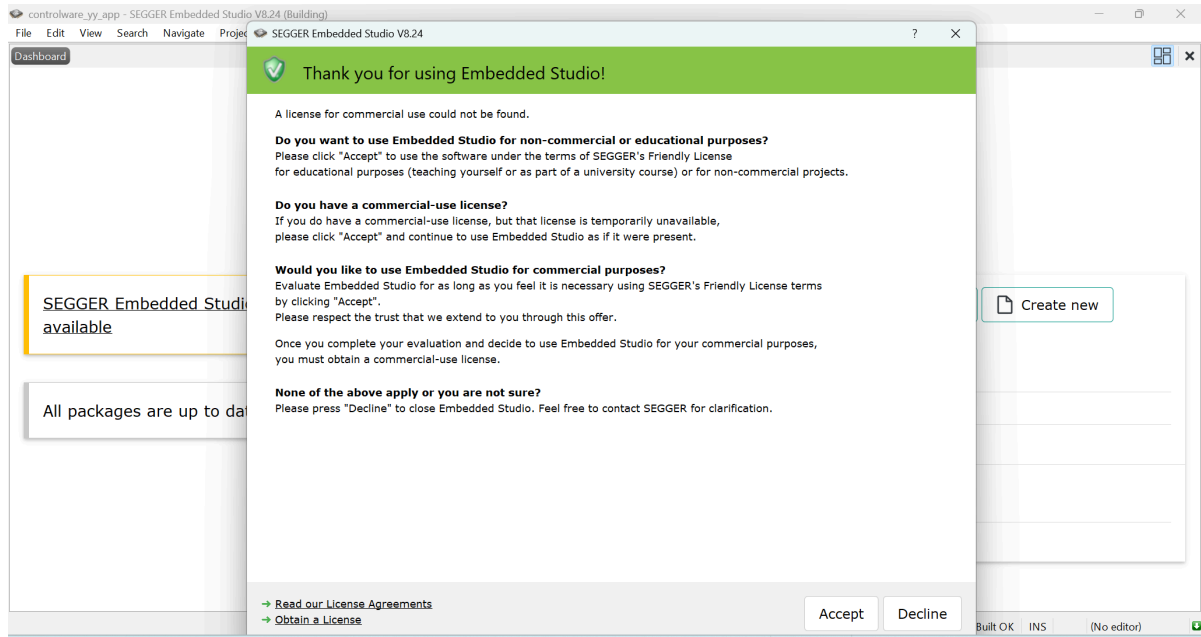 controlware_yy_app - SEGGER Embedded Studio V8.24 (Building)
File Edit View Search Navigate
Dashboard
SEGGER Embedded Studio V8.24
Thank you for using Embedded Studio!
A license for commercial use could not be found.
Do you want to use Embedded Studio for non-commercial or educational purposes?
Please click "Accept" to use the software under the terms of SEGGER's Friendly License
for educational purposes (teaching yourself or as part of a university course) or for non-commercial projects.
Do you have a commercial-use license?
If you do have a commercial-use license, but that license is temporarily unavailable,
please click "Accept" and continue to use Embedded Studio as if it were present.
Would you like to use Embedded Studio for commercial purposes?
Evaluate Embedded Studio for as long as you feel it is necessary using SEGGER's Friendly License terms
by clicking "Accept".
Please respect the trust that we extend to you through this offer.
Once you complete your evaluation and decide to use Embedded Studio for your commercial purposes,
you must obtain a commercial-use license.
None of the above apply or you are not sure?
Please press "Decline" to close Embedded Studio. Feel free to contact SEGGER for clarification.
Read our License Agreements
Obtain a License
Accept Decline
SEGGER Embedded
available
All packages are up to
Create new
Built OK INS (No editor)